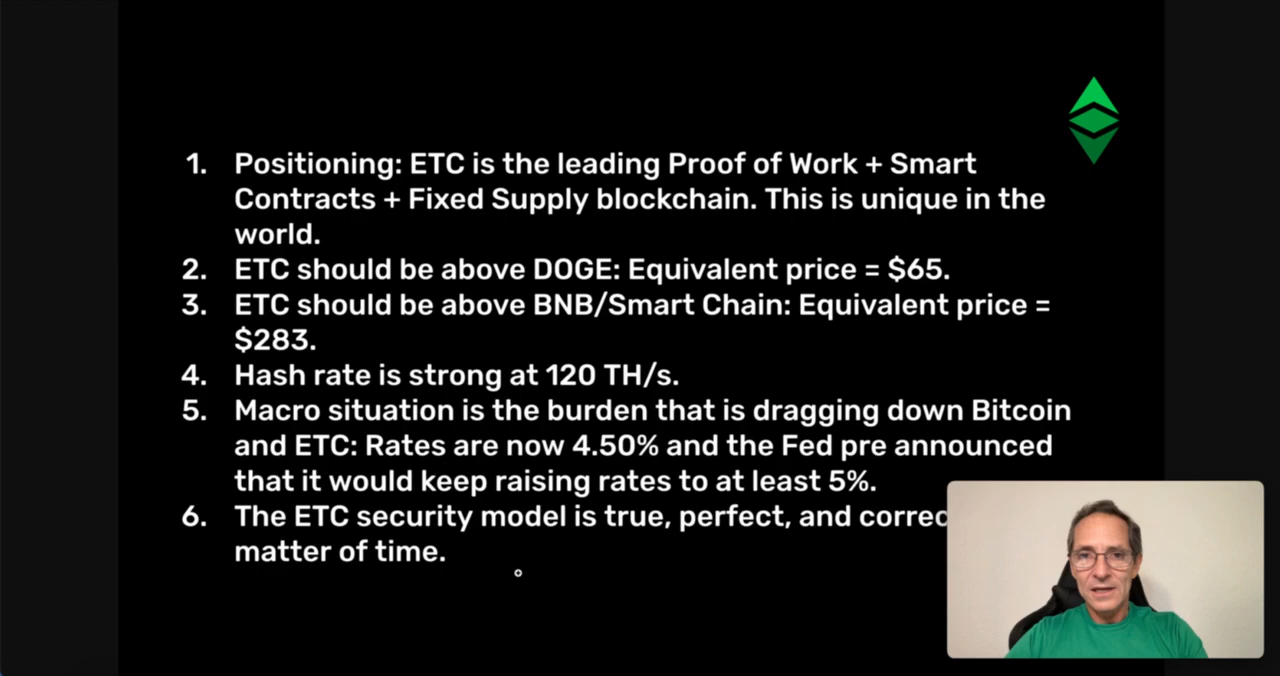 1. Positioning: ETC is the leading Proof of Work + Smart
Contracts + Fixed Supply blockchain. This is unique in the
world.
2. ETC should be above DOGE: Equivalent price = $65.
3. ETC should be above BNB/Smart Chain: Equivalent price =
$283.
4. Hash rate is strong at 120 TH/s.
5. Macro situation is the burden that is dragging down Bitcoin
and ETC: Rates are now 4.50% and the Fed pre announced
that it would keep raising rates to at least 5%.
6. The ETC security model is true, perfect, and
matter of time.